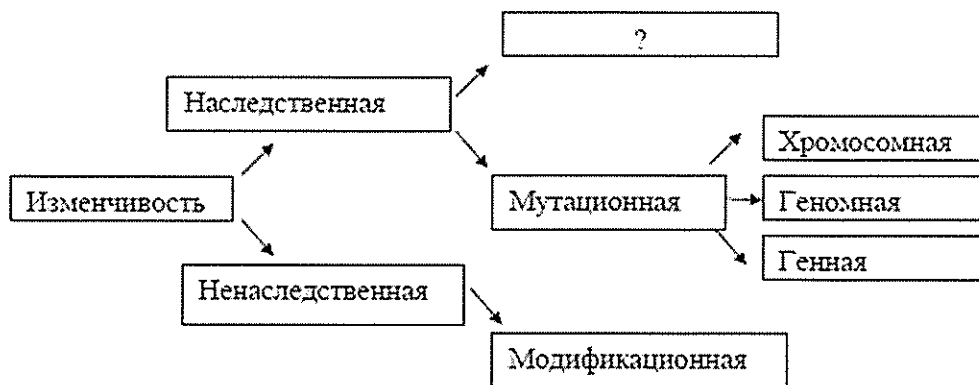 ?
Наследственная
Хромосомная
Изменчивость
Мутационная
Геномная
Генная
Ненаследственная
Модификационная